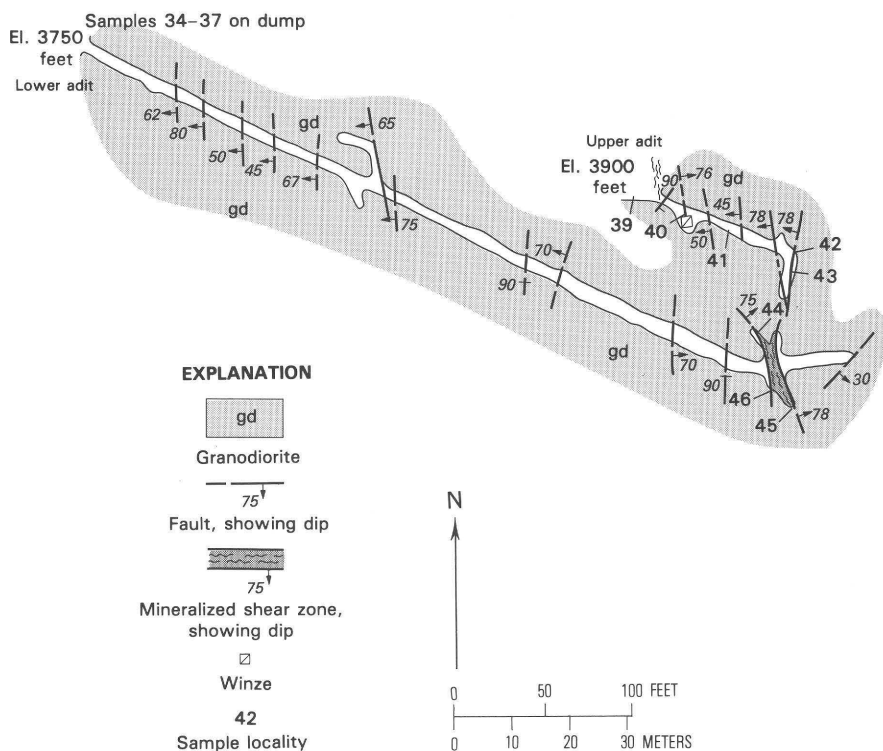 Samples 34–37 on dump
El. 3750
feet
Lower adit
62
80
50
45
67
gd
65
gd
75
70
90
gd
70
90
Upper adit
El. 3900
feet
90
76
gd
39
40
45
50
41
78
78
42
43
75
44
46
45
78
30
EXPLANATION
gd
Granodiorite
75
Fault, showing dip
75
Mineralized shear zone,
showing dip
Winze
42
Sample locality
N
0 50 100 FEET
0 10 20 30 METERS